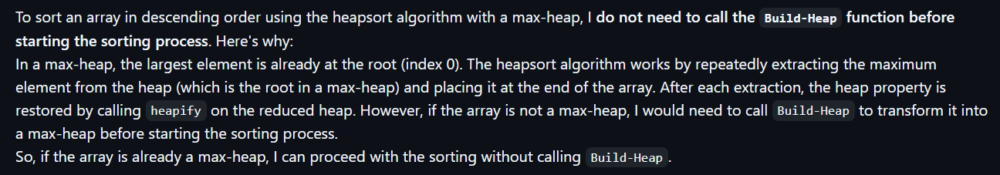 To sort an array in descending order using the heapsort algorithm with a max-heap, I do not need to call the Build-Heap function before
starting the sorting process. Here's why:
In a max-heap, the largest element is already at the root (index 0). The heapsort algorithm works by repeatedly extracting the maximum
element from the heap (which is the root in a max-heap) and placing it at the end of the array. After each extraction, the heap property is
restored by calling heapify on the reduced heap. However, if the array is not a max-heap, I would need to call Build-Heap to transform it into
a max-heap before starting the sorting process.
So, if the array is already a max-heap, I can proceed with the sorting without calling Build-Heap.